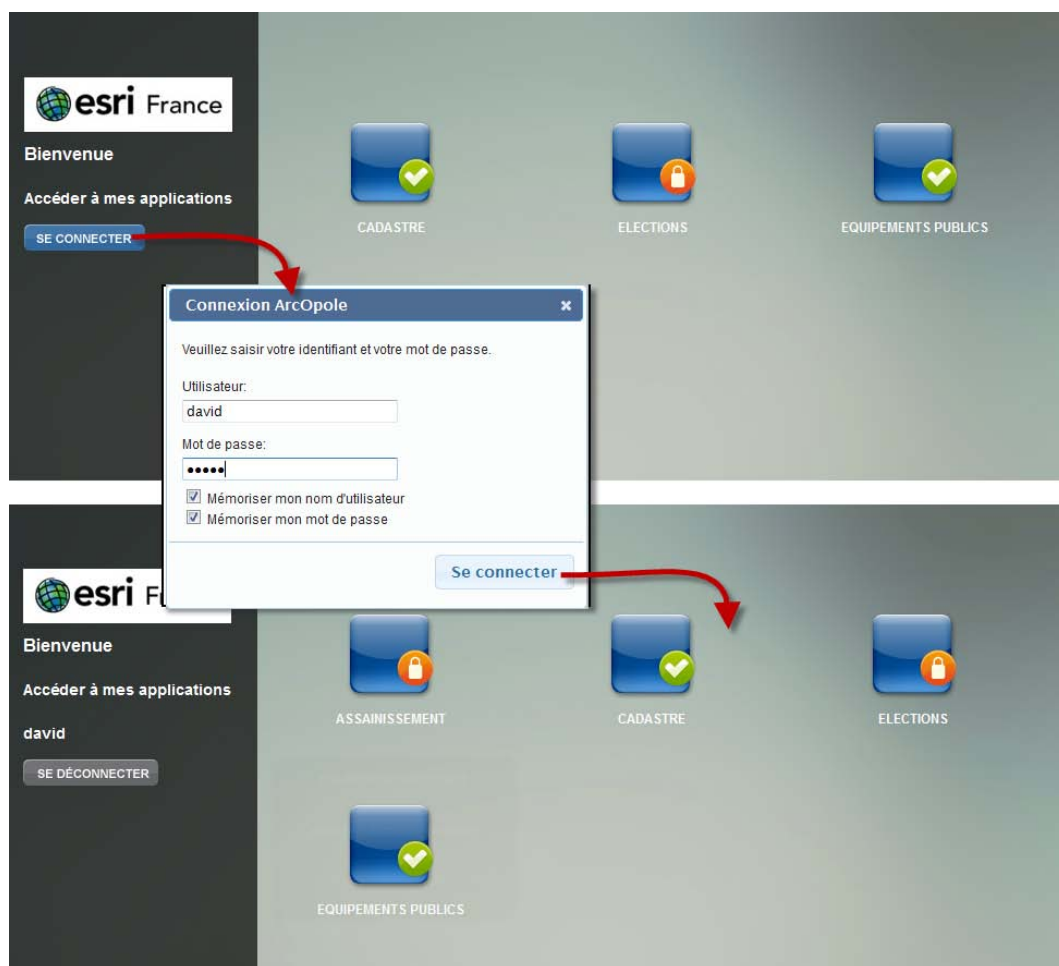 esri France
Bienvenue
Accéder à mes applications
SE CONNECTER
CADASTRE
ELECTIONS
EQUIPEMENTS PUBLICS
Connexion ArcOpole
Veuillez saisir votre identifiant et votre mot de passe.
Utilisateur:
david
Mot de passe:
•••••
Mémoriser mon nom d'utilisateur
Mémoriser mon mot de passe
Se connecter
esri F
Bienvenue
Accéder à mes applications
david
SE DÉCONNECTER
ASSAINISSEMENT
CADASTRE
ELECTIONS
EQUIPEMENTS PUBLICS